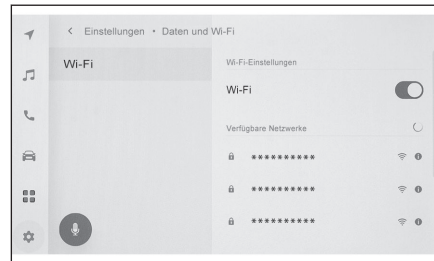 Einstellungen • Daten und Wi-Fi
Wi-Fi
Wi-Fi-Einstellungen
Wi-Fi
Verfügbare Netzwerke
**********
**********
**********